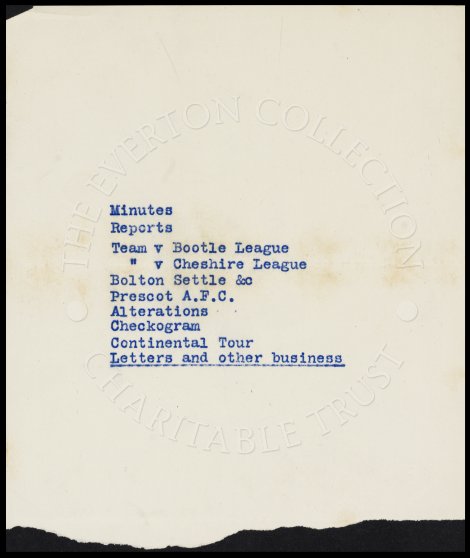 THE EVERTON COLLECTION
Minutes
Reports
Team v Bootle League
" v Cheshire League
Bolton Settle &c
Prescot A.F.C.
Alterations
Checkogram
Continental Tour
Letters and other business
CHARITABLE TRUST